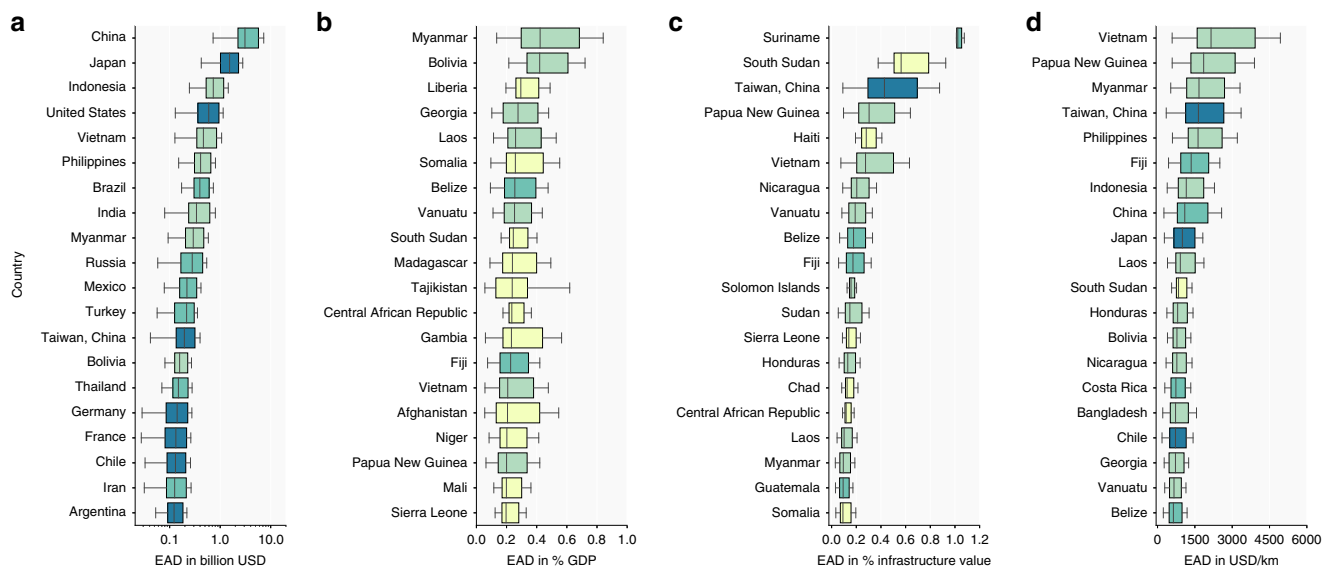 a
Country
China
Japan
Indonesia
United States
Vietnam
Philippines
Brazil
India
Myanmar
Russia
Mexico
Turkey
Taiwan, China
Bolivia
Thailand
Germany
France
Chile
Iran
Argentina
0.1 1.0 10.0
EAD in billion USD
b
Myanmar
Bolivia
Liberia
Georgia
Laos
Somalia
Belize
Vanuatu
South Sudan
Madagascar
Tajikistan
Central African Republic
Gambia
Fiji
Vietnam
Afghanistan
Niger
Papua New Guinea
Mali
Sierra Leone
0.0 0.2 0.4 0.6 0.8 1.0
EAD in % GDP
c
Suriname
South Sudan
Taiwan, China
Papua New Guinea
Haiti
Vietnam
Nicaragua
Vanuatu
Belize
Fiji
Solomon Islands
Sudan
Sierra Leone
Honduras
Chad
Central African Republic
Laos
Myanmar
Guatemala
Somalia
0.0 0.2 0.4 0.6 0.8 1.0 1.2
EAD in % infrastructure value
d
Vietnam
Papua New Guinea
Myanmar
Taiwan, China
Philippines
Fiji
Indonesia
China
Japan
Laos
South Sudan
Honduras
Bolivia
Nicaragua
Costa Rica
Bangladesh
Chile
Georgia
Vanuatu
Belize
0 1500 3000 4500 6000
EAD in USD/km